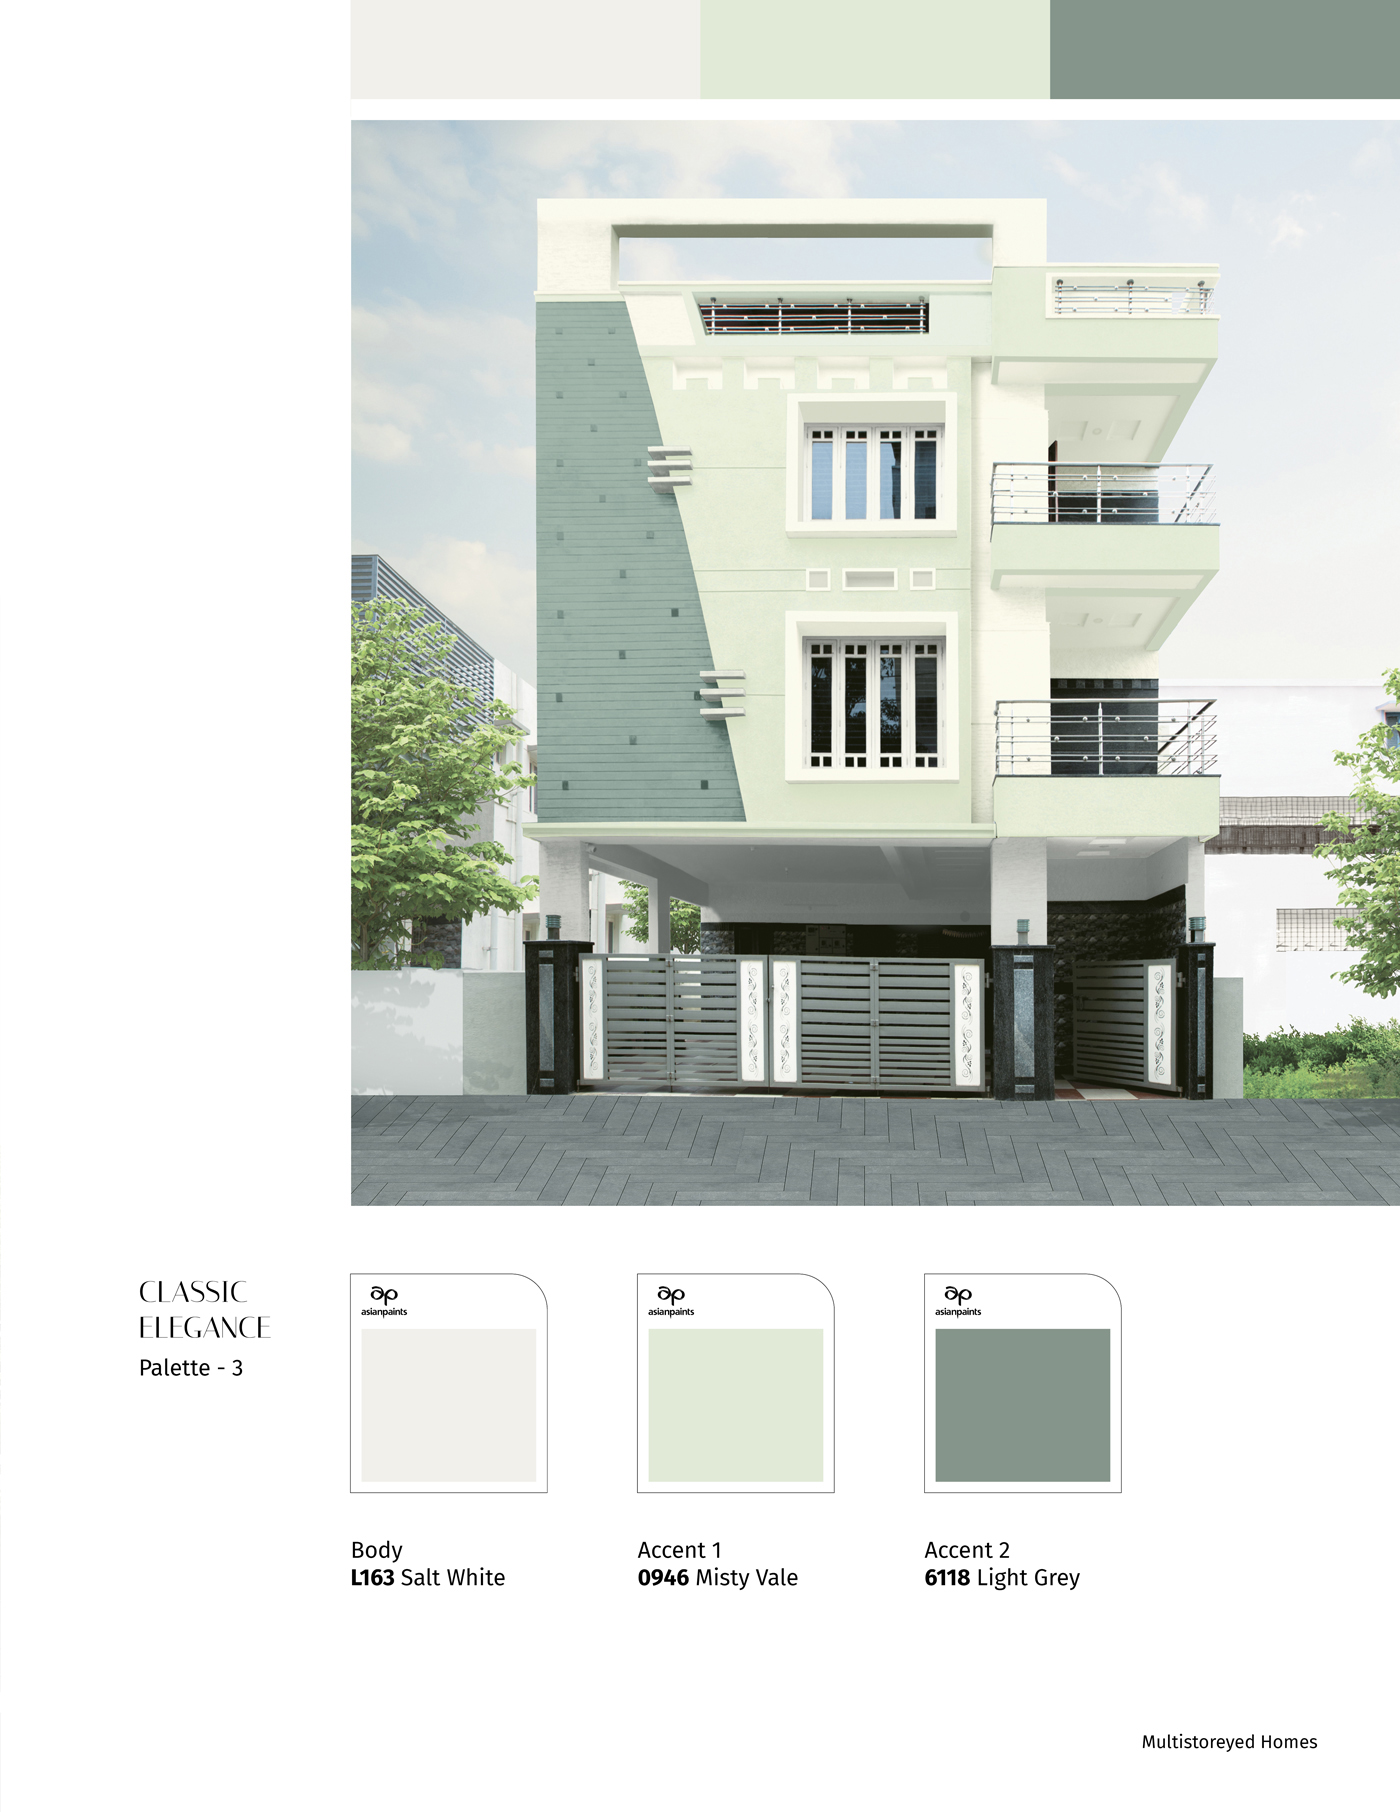 CLASSIC
ELEGANCE
Palette - 3
ap
asianpaints
ap
asianpaints
ap
asianpaints
Body
L163 Salt White
Accent 1
0946 Misty Vale
Accent 2
6118 Light Grey
Multistoreyed Homes